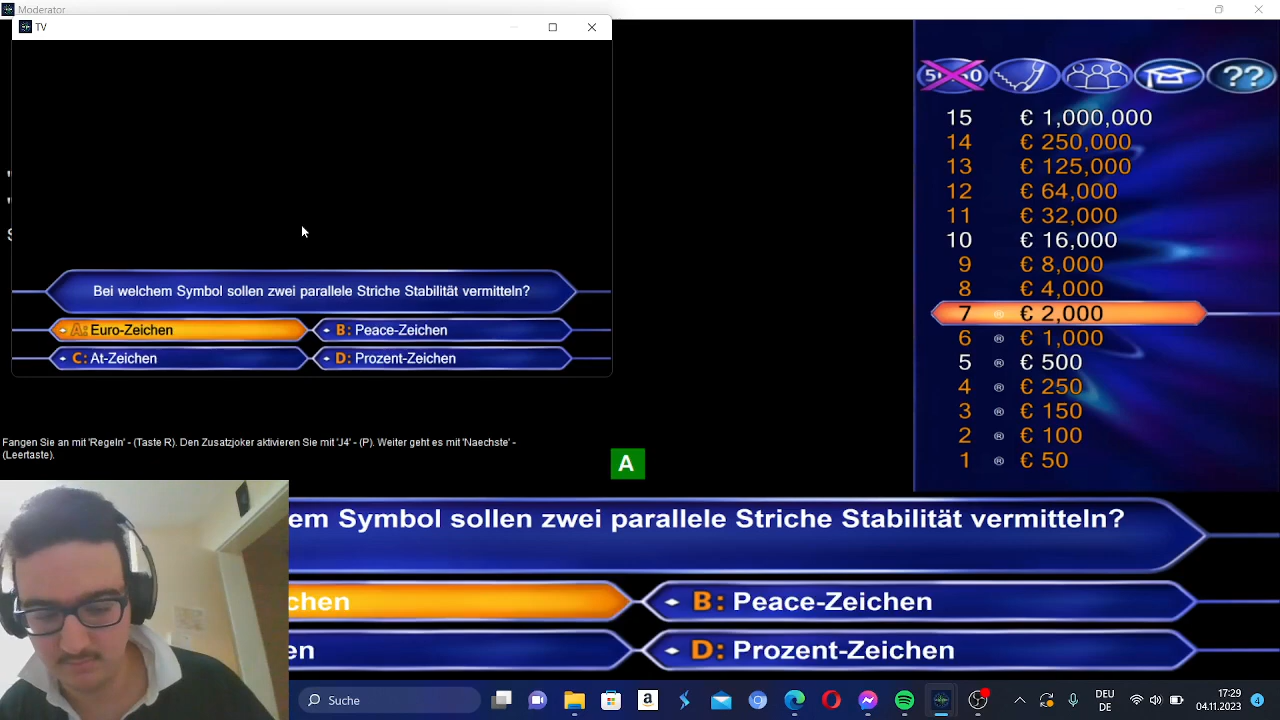 Moderator
TV
50:50
??
15 € 1,000,000
14 € 250,000
13 € 125,000
12 € 64,000
11 € 32,000
10 € 16,000
9 € 8,000
8 € 4,000
7 ® € 2,000
6 ® € 1,000
5 ® € 500
4 ® € 250
3 ® € 150
2 ® € 100
1 ® € 50
Bei welchem Symbol sollen zwei parallele Striche Stabilität vermitteln?
A: Euro-Zeichen
B: Peace-Zeichen
C: At-Zeichen
D: Prozent-Zeichen
Fangen Sie an mit 'Regeln' - (Taste R). Den Zusatzjoker aktivieren Sie mit 'J4' - (P). Weiter geht es mit 'Naechste' -
(Leertaste).
A
em Symbol sollen zwei parallele Striche Stabilität vermitteln?
chen
B: Peace-Zeichen
en
D: Prozent-Zeichen
Suche
DEU
DE
17:29
04.11.2023
4